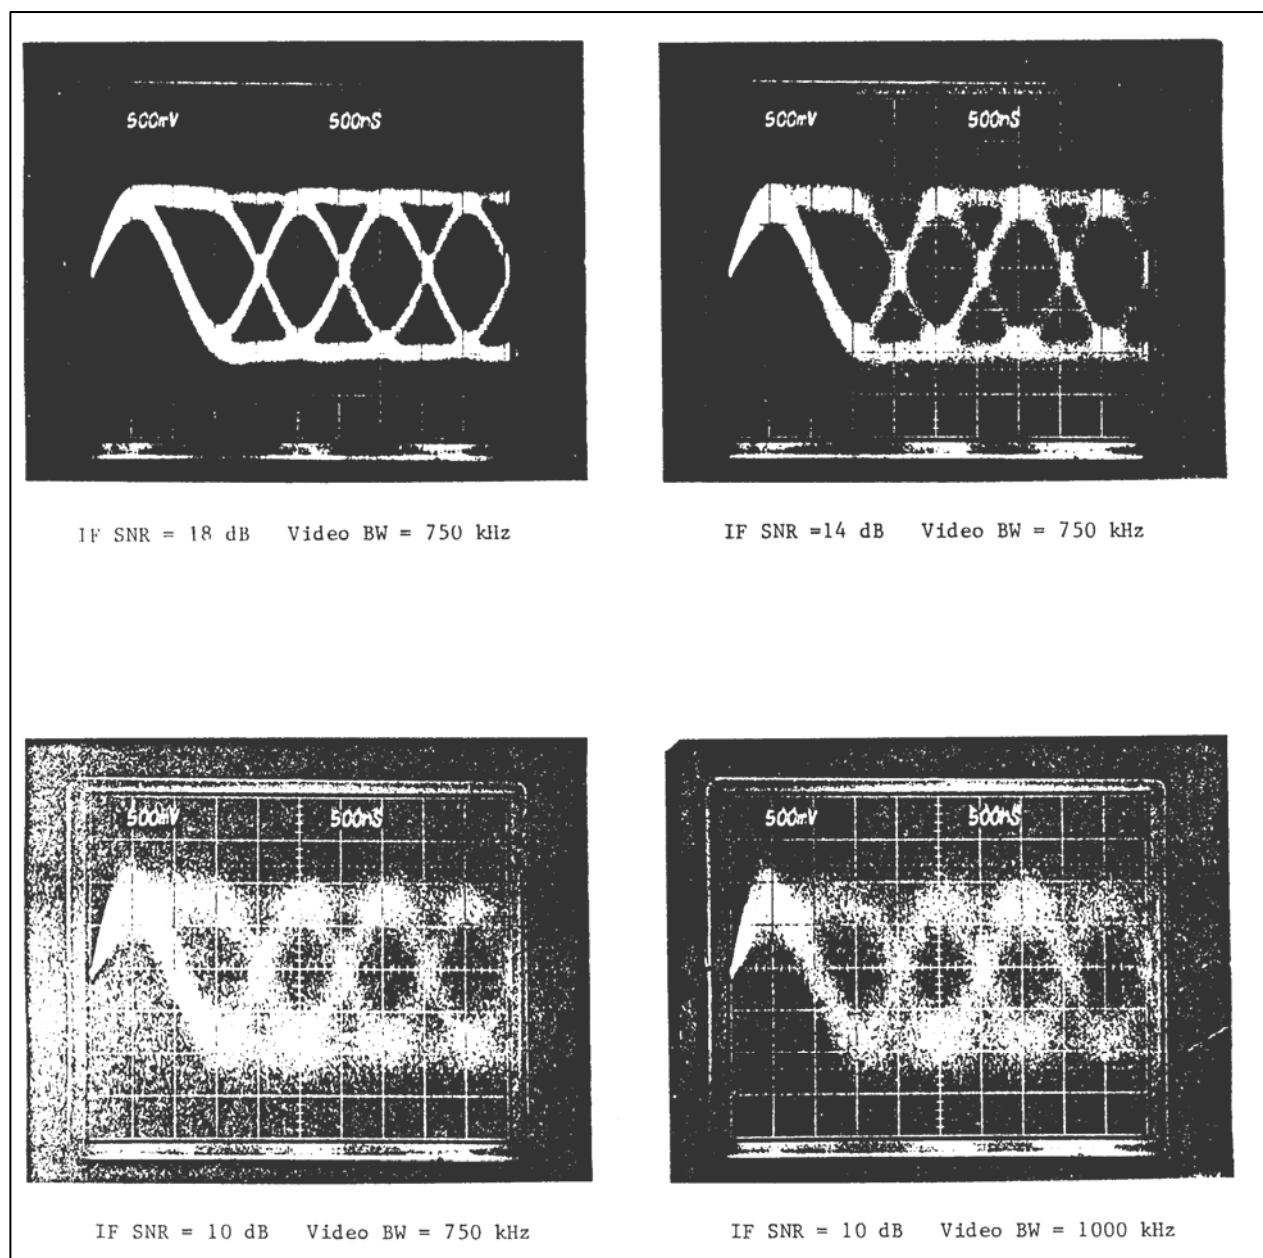 500mV 500nS
500mV 500nS
IF SNR = 18 dB Video BW = 750 kHz
IF SNR =14 dB Video BW = 750 kHz
500mV 500nS
500mV 500nS
IF SNR = 10 dB Video BW = 750 kHz
IF SNR = 10 dB Video BW = 1000 kHz